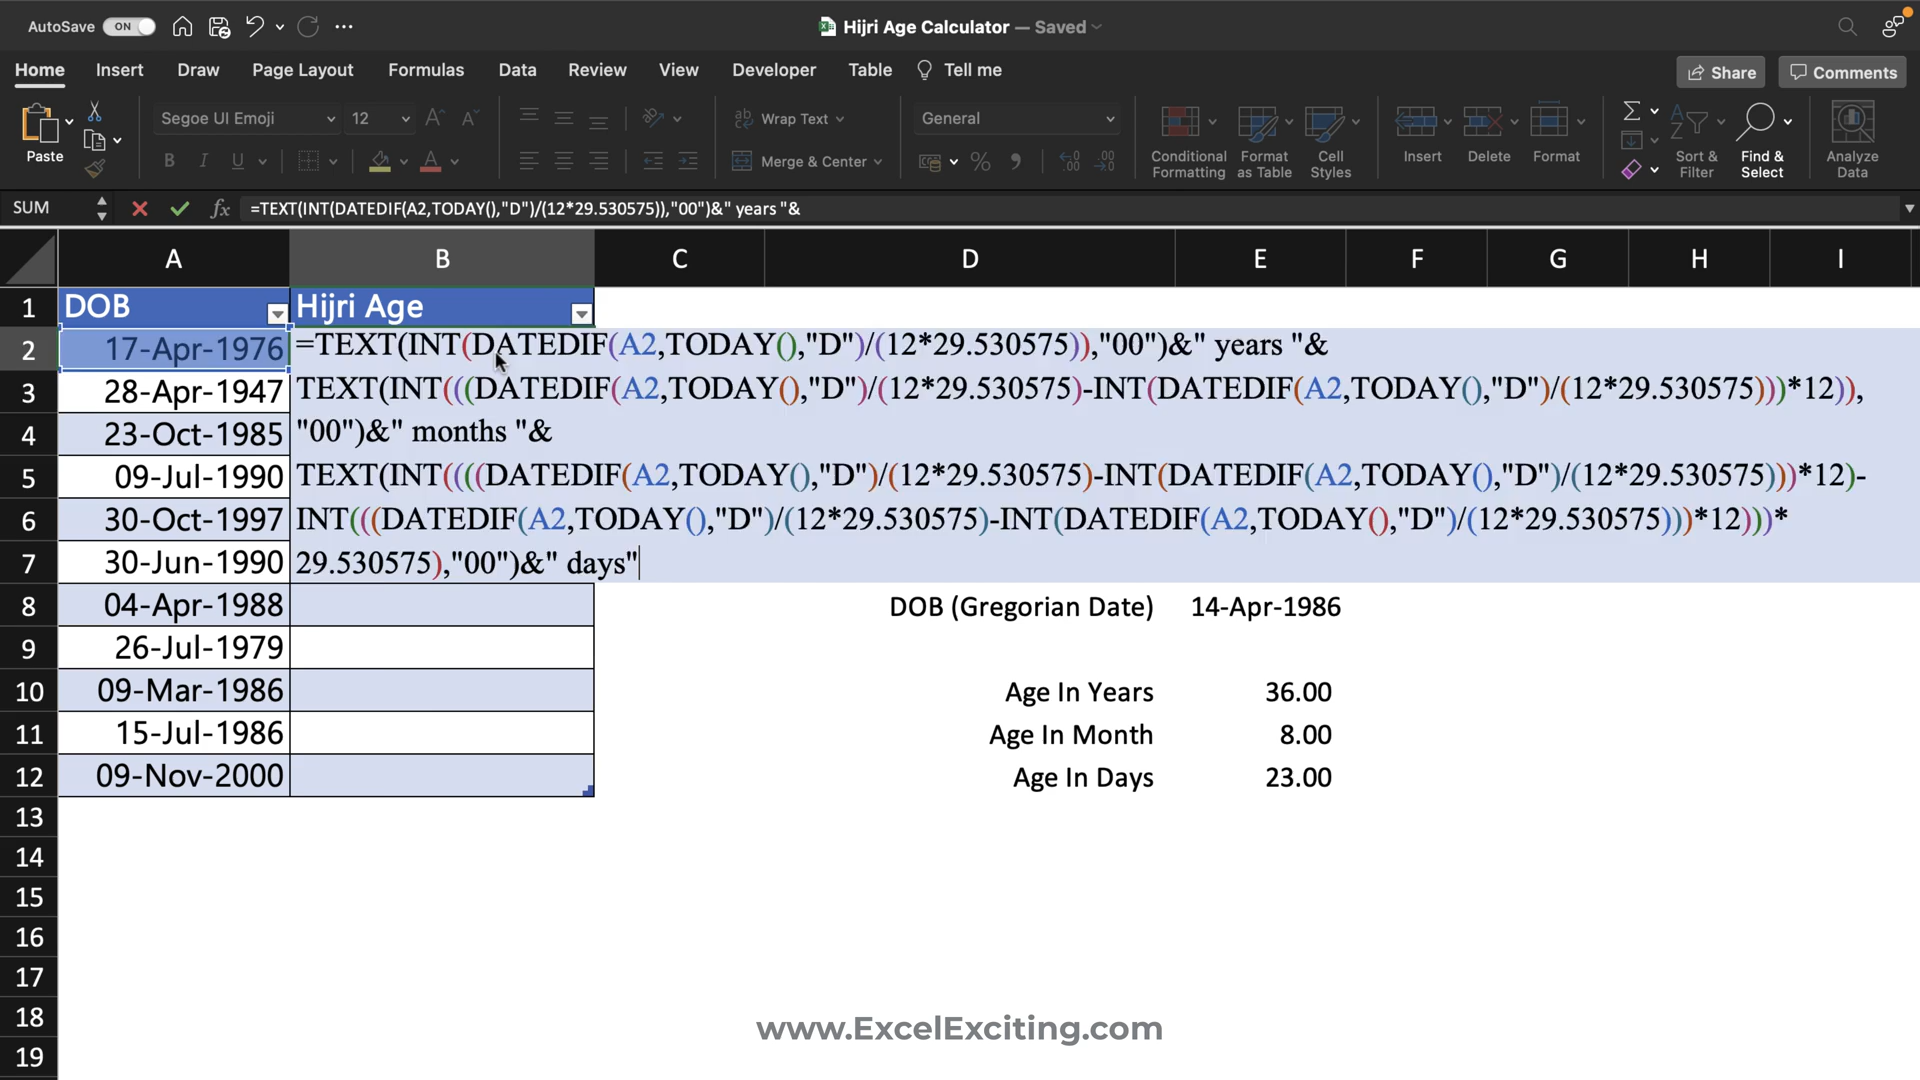 AutoSave ON Hijri Age Calculator — Saved
Home Insert Draw Page Layout Formulas Data Review View Developer Table Tell me Share Comments
Paste Segoe UI Emoji 12 Wrap Text General Conditional Formatting Format as Table Cell Styles Insert Delete Format Sort & Filter Find & Select Analyze Data
B I U A Merge & Center
SUM fx =TEXT(INT(DATEDIF(A2,TODAY(),"D")/(12*29.530575)),"00")&" years "&
A B C D E F G H I
1 DOB Hijri Age
2 17-Apr-1976 =TEXT(INT(DATEDIF(A2,TODAY(),"D")/(12*29.530575)),"00")&" years "&
3 28-Apr-1947 TEXT(INT(((DATEDIF(A2,TODAY(),"D")/(12*29.530575)-INT(DATEDIF(A2,TODAY(),"D")/(12*29.530575)))*12)),
4 23-Oct-1985 "00")&" months "&
5 09-Jul-1990 TEXT(INT((((DATEDIF(A2,TODAY(),"D")/(12*29.530575)-INT(DATEDIF(A2,TODAY(),"D")/(12*29.530575)))*12)-
6 30-Oct-1997 INT(((DATEDIF(A2,TODAY(),"D")/(12*29.530575)-INT(DATEDIF(A2,TODAY(),"D")/(12*29.530575)))*12)))*
7 30-Jun-1990 29.530575),"00")&" days"
8 04-Apr-1988 DOB (Gregorian Date) 14-Apr-1986
9 26-Jul-1979
10 09-Mar-1986 Age In Years 36.00
11 15-Jul-1986 Age In Month 8.00
12 09-Nov-2000 Age In Days 23.00
13
14
15
16
17
18
www.ExcelExciting.com
19